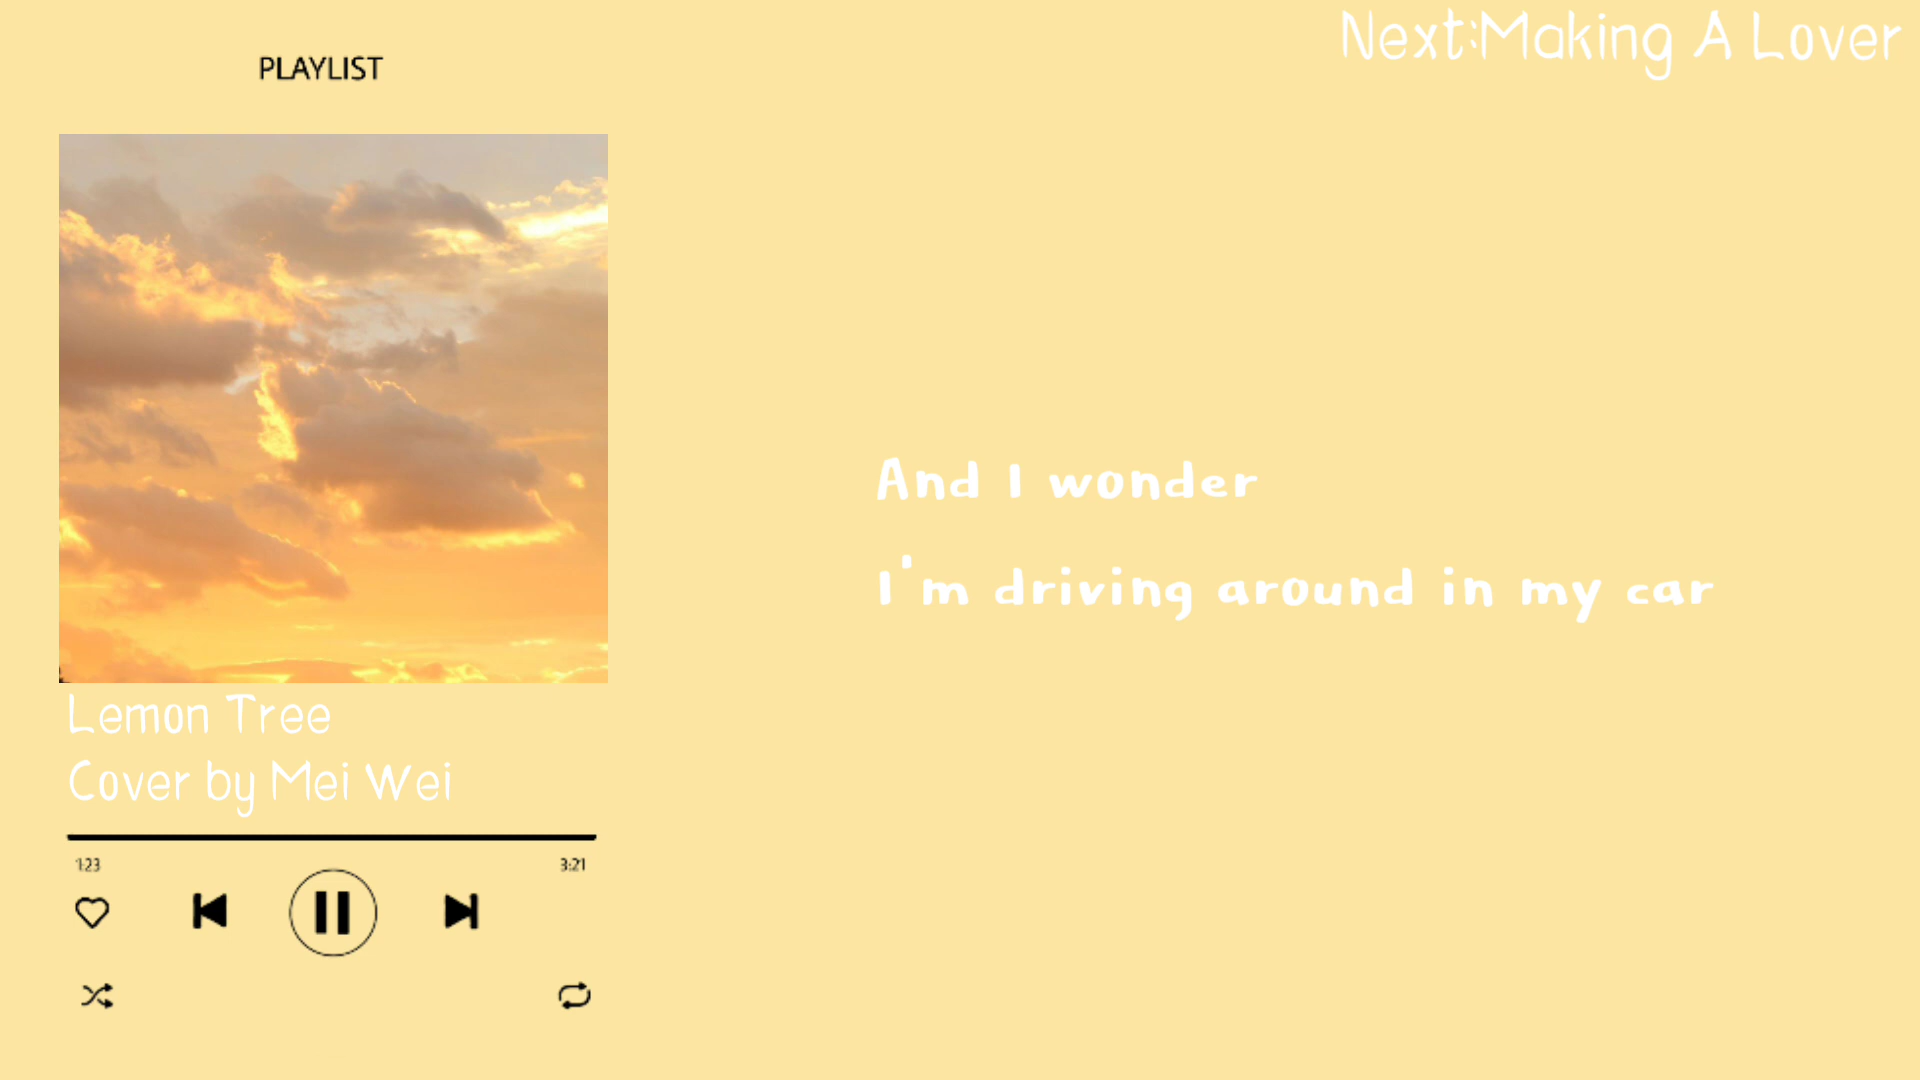 Next:Making A Lover
PLAYLIST
And I wonder
I'm driving around in my car
Lemon Tree
Cover by Mei Wei
1:23
3:21